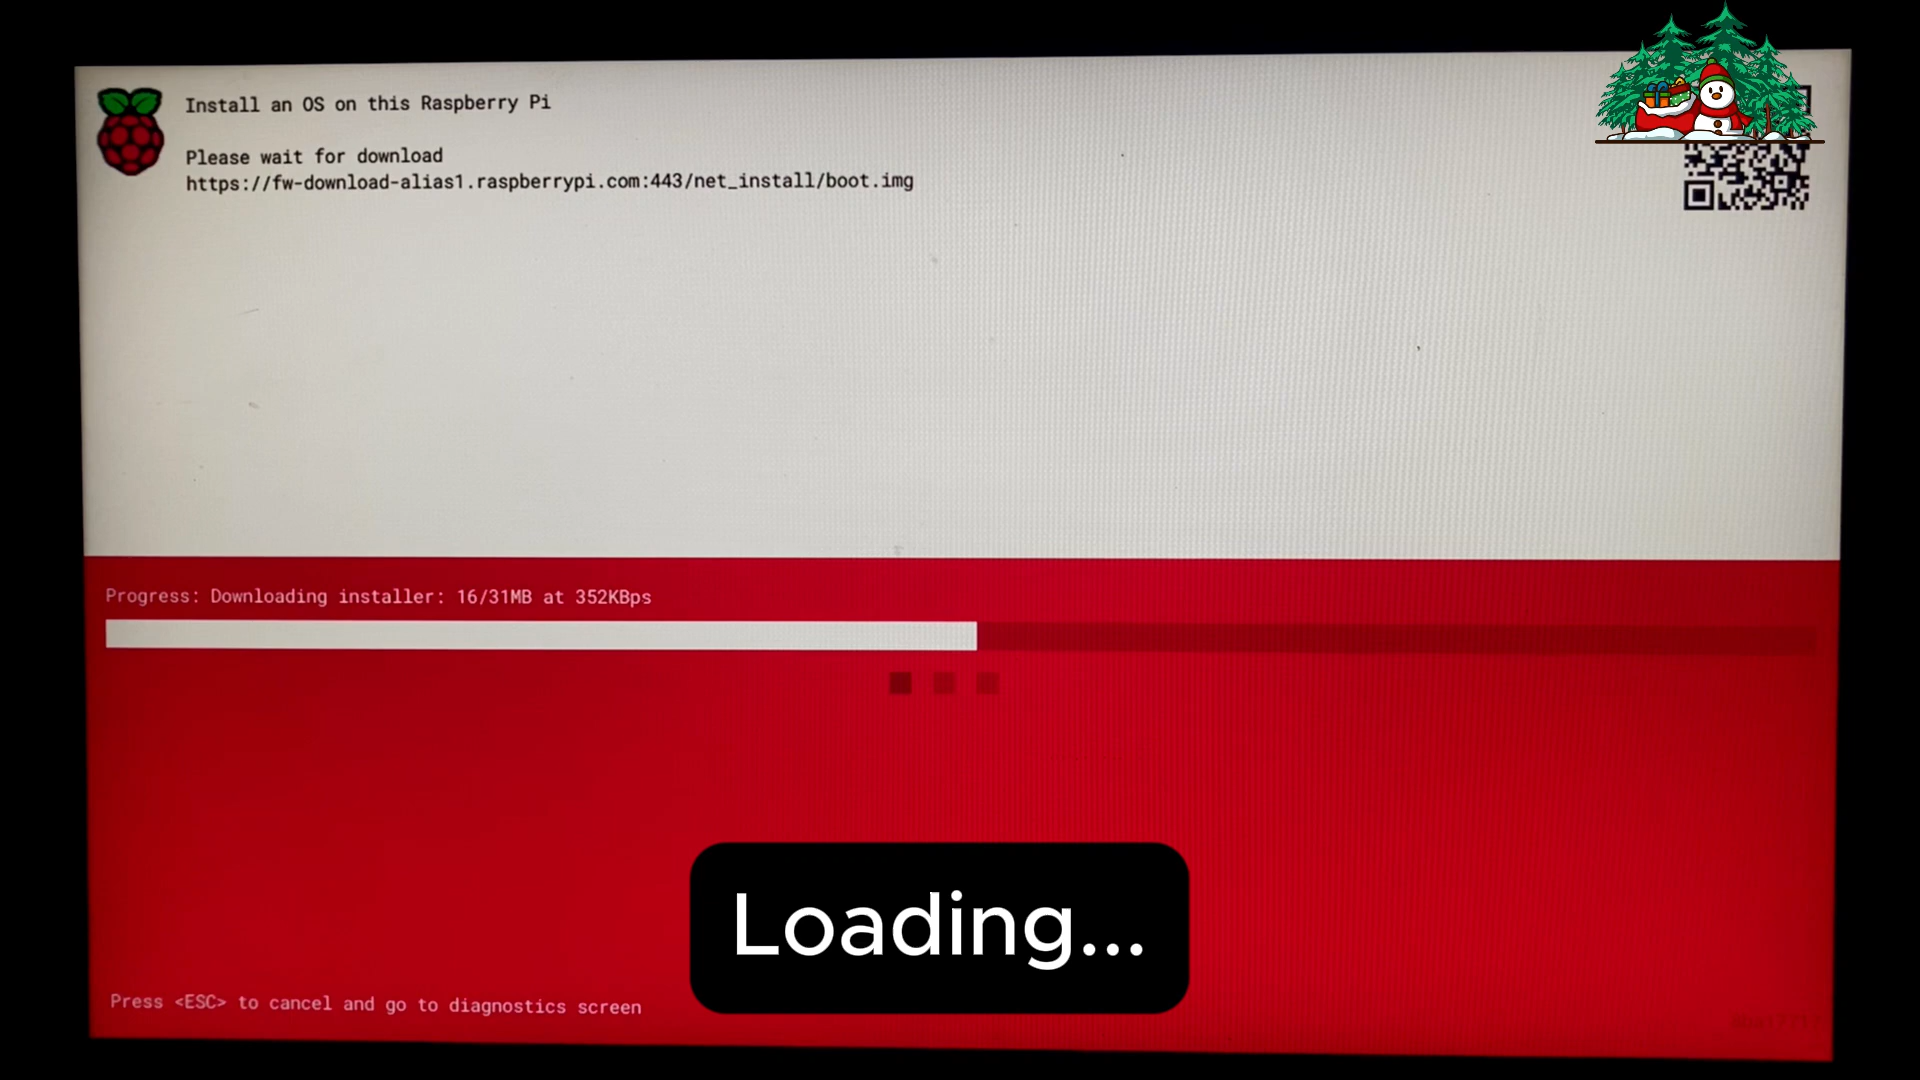 Install an OS on this Raspberry Pi
Please wait for download
https://fw-download-alias1.raspberrypi.com:443/net_install/boot.img
Progress: Downloading installer: 16/31MB at 352KBps
Loading...
Press <ESC> to cancel and go to diagnostics screen